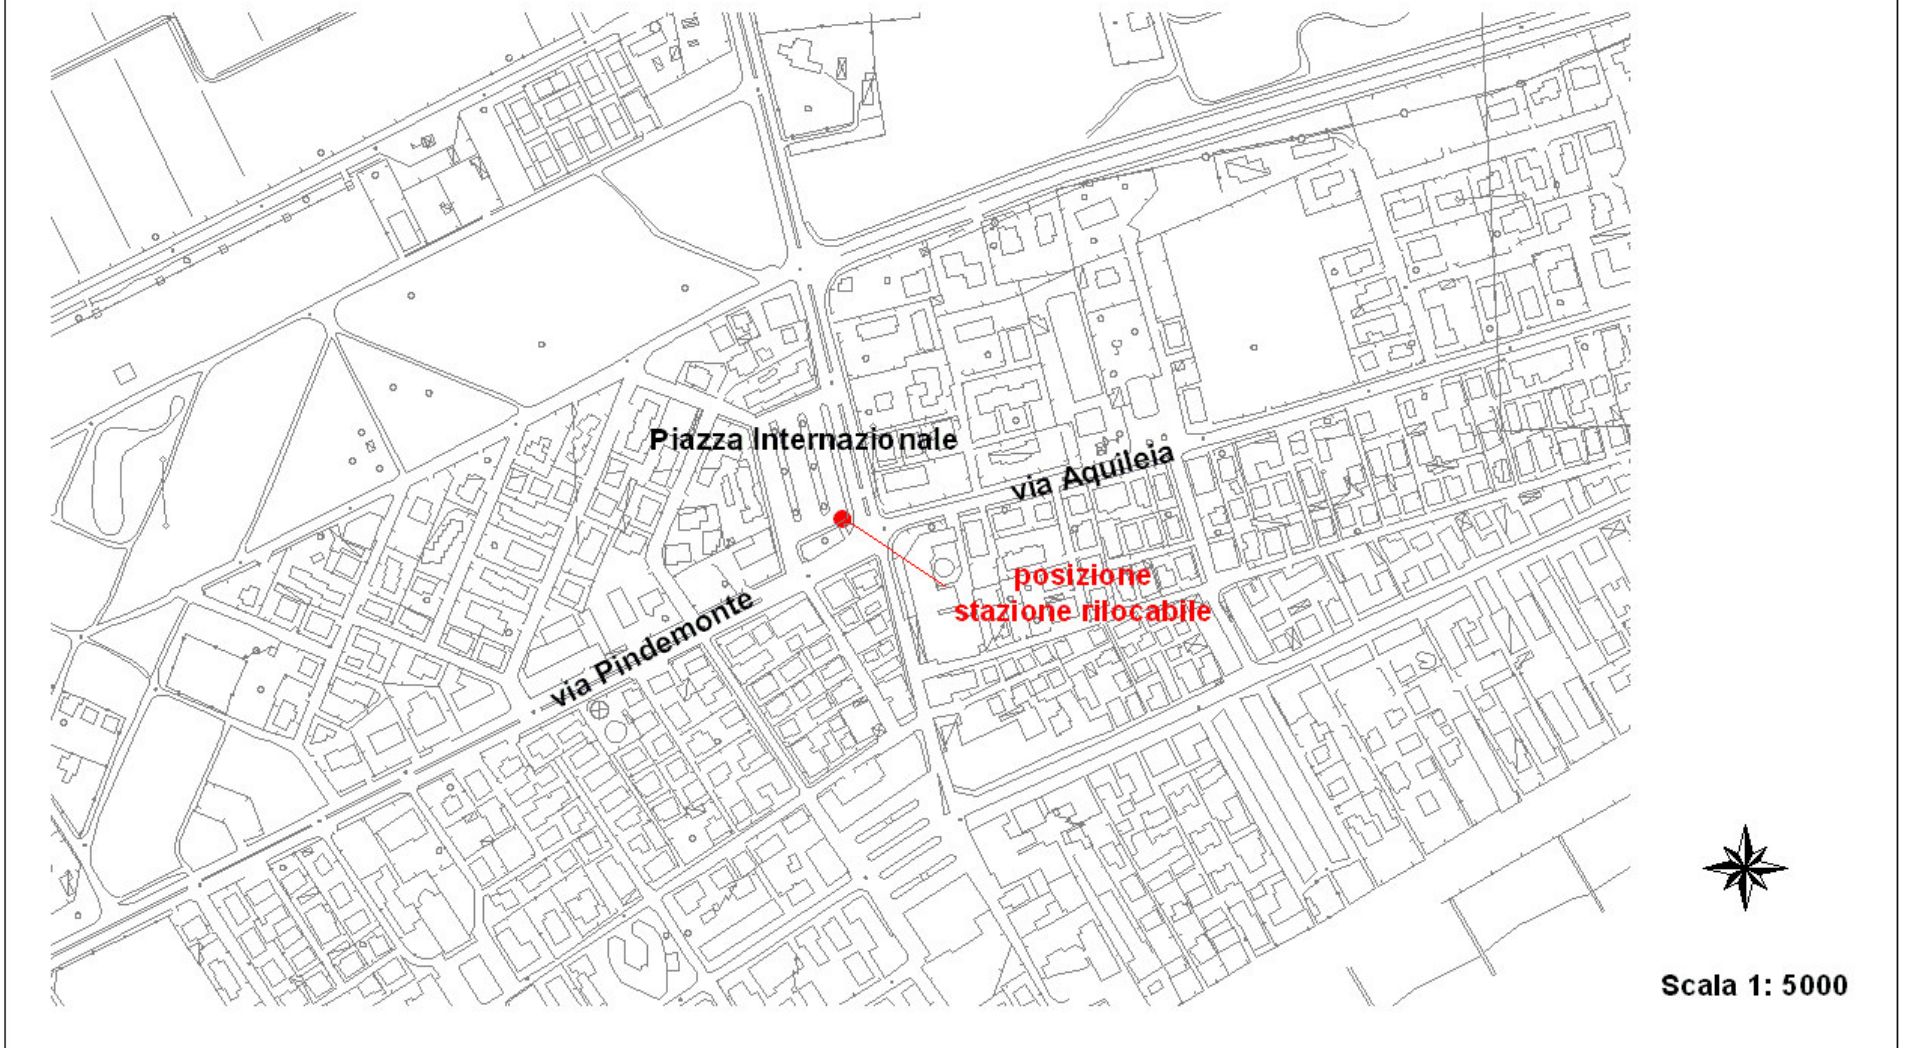 Piazza Internazionale
via Aquileia
posizione
stazione rilocabile
via Pindemonte
Scala 1: 5000